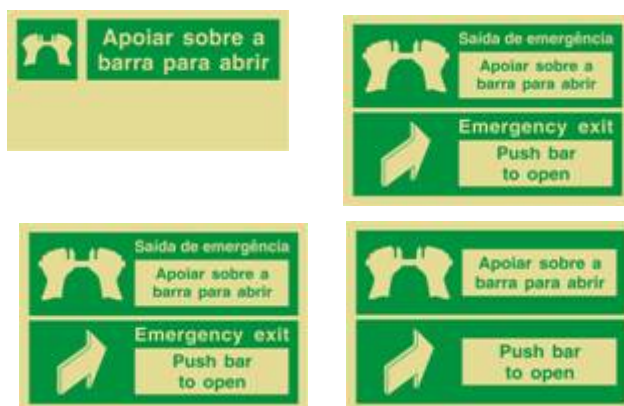 Apoiar sobre a
barra para abrir
Saída de emergência
Apoiar sobre a
barra para abrir
Emergency exit
Push bar
to open
Saída de emergência
Apoiar sobre a
barra para abrir
Emergency exit
Push bar
to open
Apoiar sobre a
barra para abrir
Push bar
to open